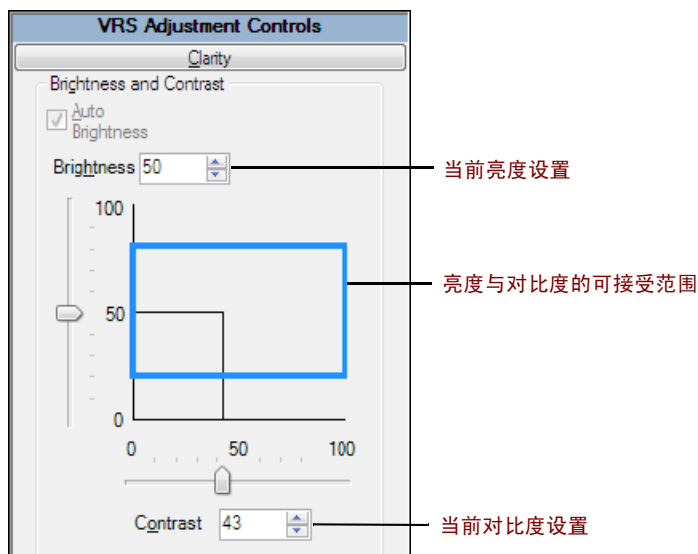 VRS Adjustment Controls
Clarity
Brightness and Contrast
Auto
Brightness
Brightness 50
当前亮度设置
100
亮度与对比度的可接受范围
50
0
0 50 100
Contrast 43
当前对比度设置